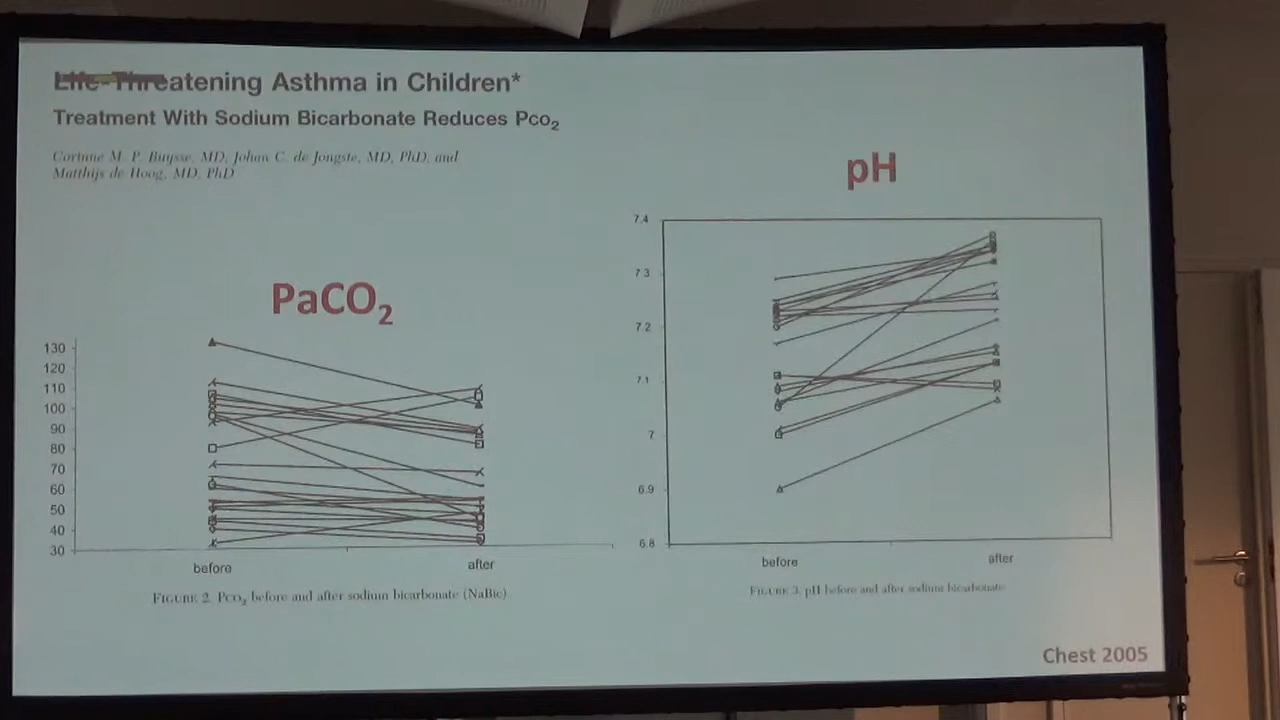 Life-Threatening Asthma in Children*
Treatment With Sodium Bicarbonate Reduces Pco₂
Corinne M. P. Buysse, MD, Johan C. de Jongste, MD, PhD, and
Matthijs de Hoog, MD, PhD
PaCO₂
130
120
110
100
90
80
70
60
50
40
30
before
after
FIGURE 2. Pco₂ before and after sodium bicarbonate (NaBic)
pH
7.4
7.3
7.2
7.1
7
6.9
6.8
before
after
FIGURE 3. pH before and after sodium bicarbonate
Chest 2005